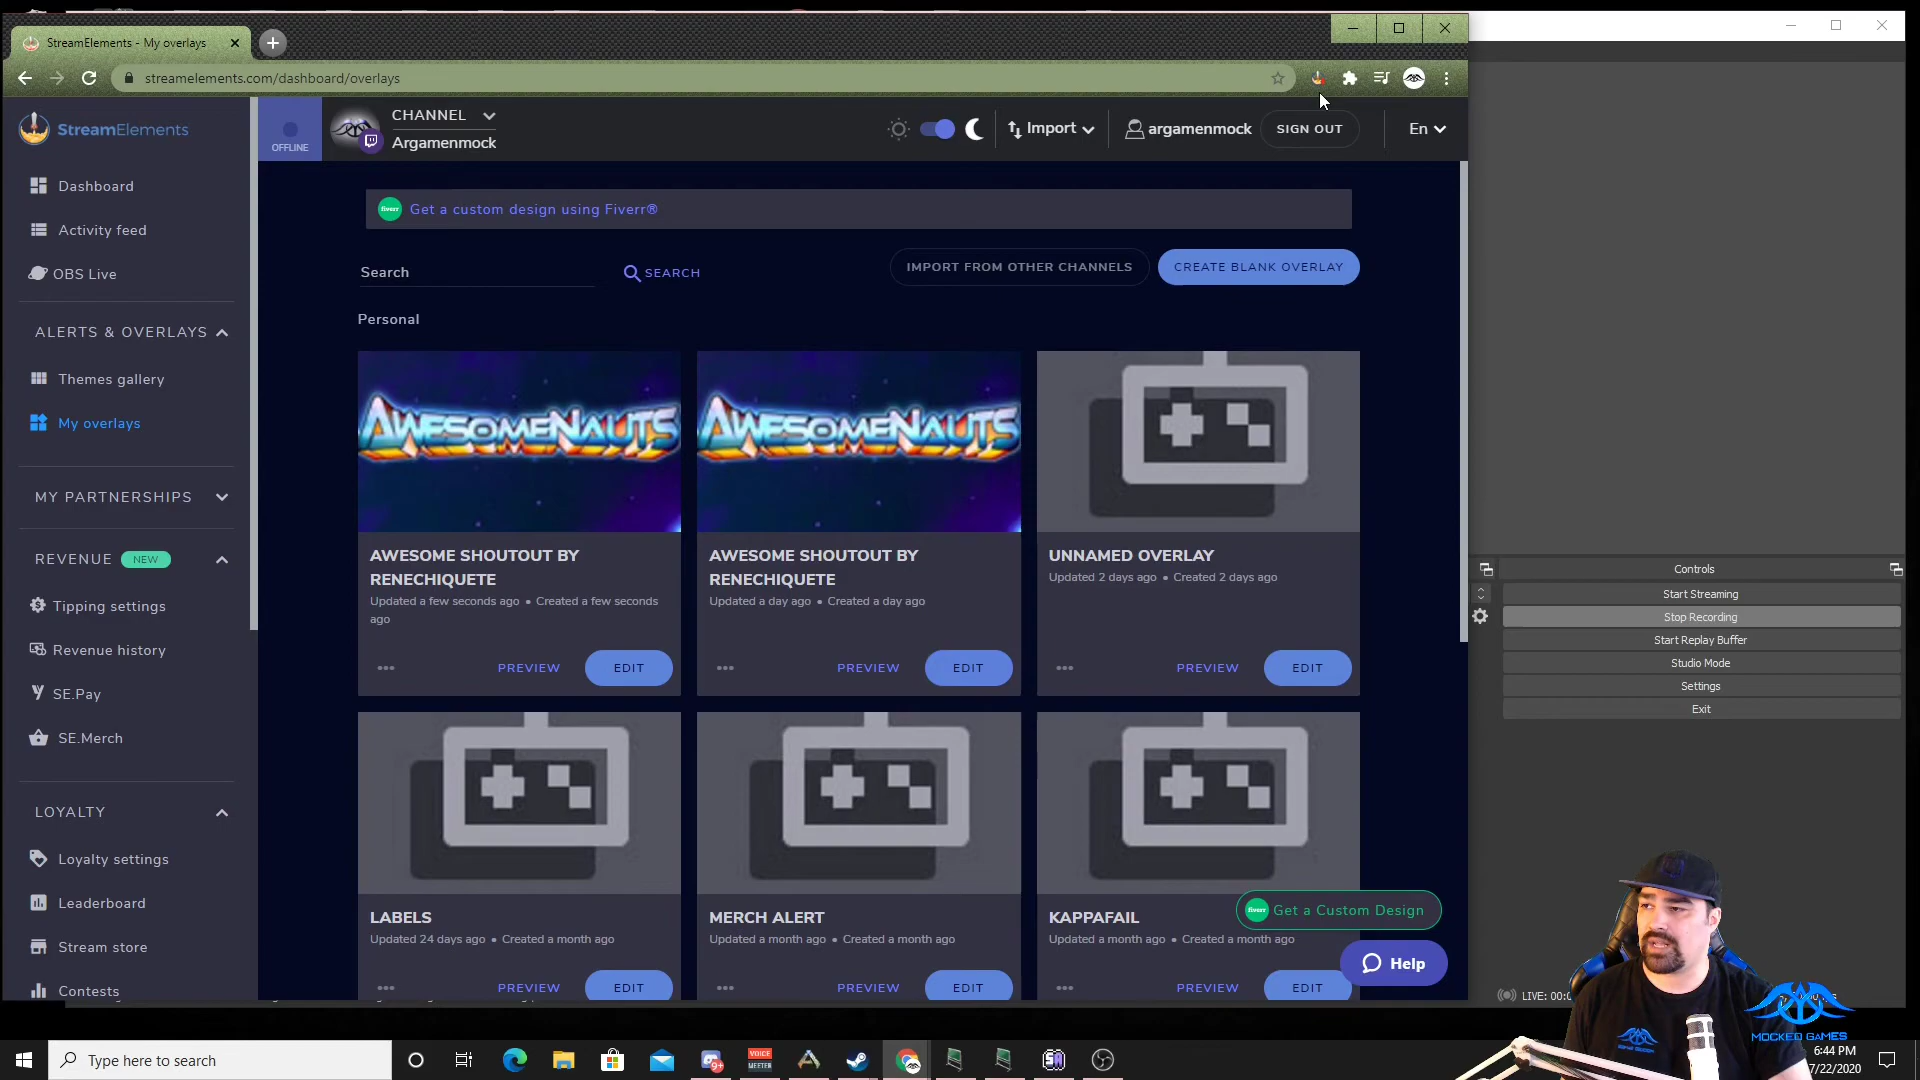 StreamElements - My overlays
streamelements.com/dashboard/overlays
StreamElements
OFFLINE
CHANNEL
Argamenmock
Import
argamenmock
SIGN OUT
En
Dashboard
Activity feed
OBS Live
ALERTS & OVERLAYS
Themes gallery
My overlays
MY PARTNERSHIPS
REVENUE NEW
Tipping settings
Revenue history
SE.Pay
SE.Merch
LOYALTY
Loyalty settings
Leaderboard
Stream store
Contests
fiverr Get a custom design using Fiverr®
Search
SEARCH
IMPORT FROM OTHER CHANNELS
CREATE BLANK OVERLAY
Personal
AWESOMENAUTS
AWESOME SHOUTOUT BY
RENECHIQUETE
Updated a few seconds ago • Created a few seconds
ago
PREVIEW
EDIT
AWESOMENAUTS
AWESOME SHOUTOUT BY
RENECHIQUETE
Updated a day ago • Created a day ago
PREVIEW
EDIT
UNNAMED OVERLAY
Updated 2 days ago • Created 2 days ago
PREVIEW
EDIT
LABELS
Updated 24 days ago • Created a month ago
PREVIEW
EDIT
MERCH ALERT
Updated a month ago • Created a month ago
PREVIEW
EDIT
KAPPAFAIL
Updated a month ago • Created a month ago
PREVIEW
EDIT
fiverr Get a Custom Design
Help
Controls
Start Streaming
Stop Recording
Start Replay Buffer
Studio Mode
Settings
Exit
LIVE: 00:0
MOCKED GAMES
Type here to search
VOICE
MEETER
6:44 PM
7/22/2020